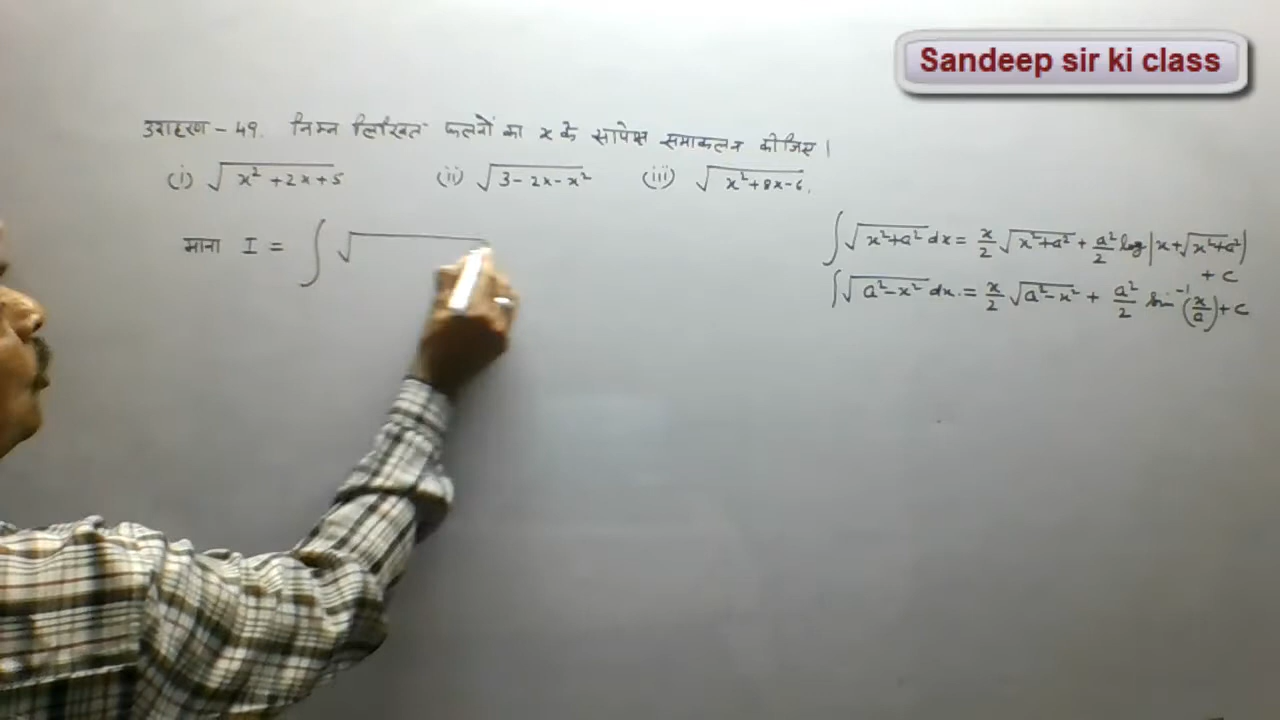 Sandeep sir ki class
उदाहरण - 49. निम्न लिखित फलनों का x के सापेक्ष समाकलन कीजिए।
(i) √(x² + 2x + 5) (ii) √(3 - 2x - x²) (iii) √(x² + 8x - 6).
माना I = ∫ √
∫ √(x²+a²) dx = x/2 √(x²+a²) + a²/2 log |x + √(x²+a²)|
+ c
∫ √(a²-x²) dx. = x/2 √(a²-x²) + a²/2 sin⁻¹(x/a) + c